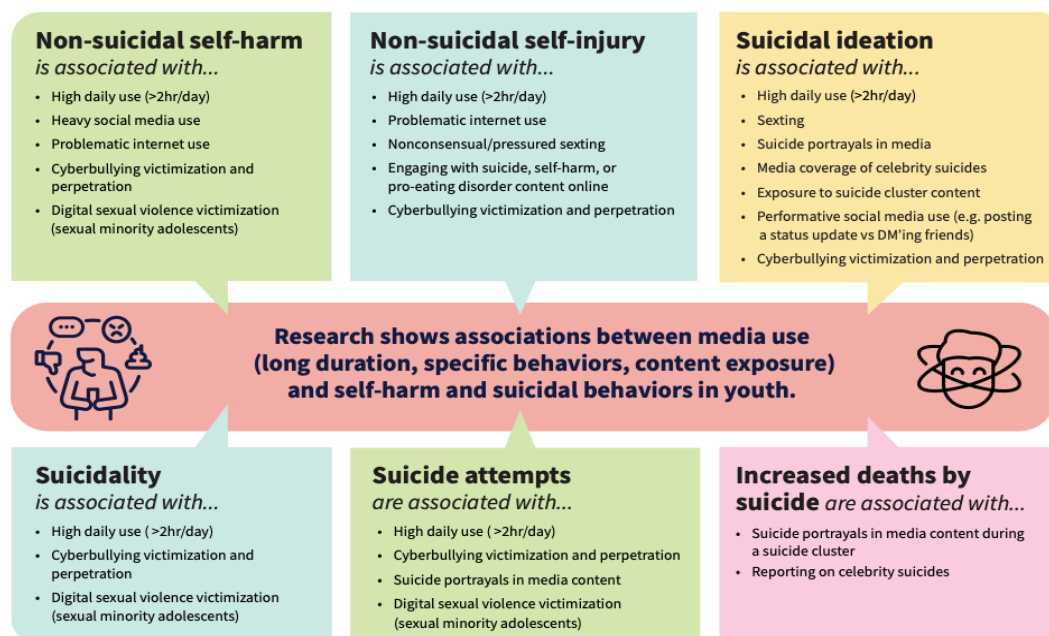 Non-suicidal self-harm
is associated with...
• High daily use (>2hr/day)
• Heavy social media use
• Problematic internet use
• Cyberbullying victimization and
perpetration
• Digital sexual violence victimization
(sexual minority adolescents)
Non-suicidal self-injury
is associated with...
• High daily use (>2hr/day)
• Problematic internet use
• Nonconsensual/pressured sexting
• Engaging with suicide, self-harm, or
pro-eating disorder content online
• Cyberbullying victimization and perpetration
Suicidal ideation
is associated with...
• High daily use (>2hr/day)
• Sexting
• Suicide portrayals in media
• Media coverage of celebrity suicides
• Exposure to suicide cluster content
• Performative social media use (e.g. posting
a status update vs DM'ing friends)
• Cyberbullying victimization and perpetration
Research shows associations between media use
(long duration, specific behaviors, content exposure)
and self-harm and suicidal behaviors in youth.
Suicidality
is associated with...
• High daily use ( >2hr/day)
• Cyberbullying victimization and
perpetration
• Digital sexual violence victimization
(sexual minority adolescents)
Suicide attempts
are associated with...
• High daily use ( >2hr/day)
• Cyberbullying victimization and perpetration
• Suicide portrayals in media content
• Digital sexual violence victimization
(sexual minority adolescents)
Increased deaths by
suicide are associated with...
• Suicide portrayals in media content during
a suicide cluster
• Reporting on celebrity suicides